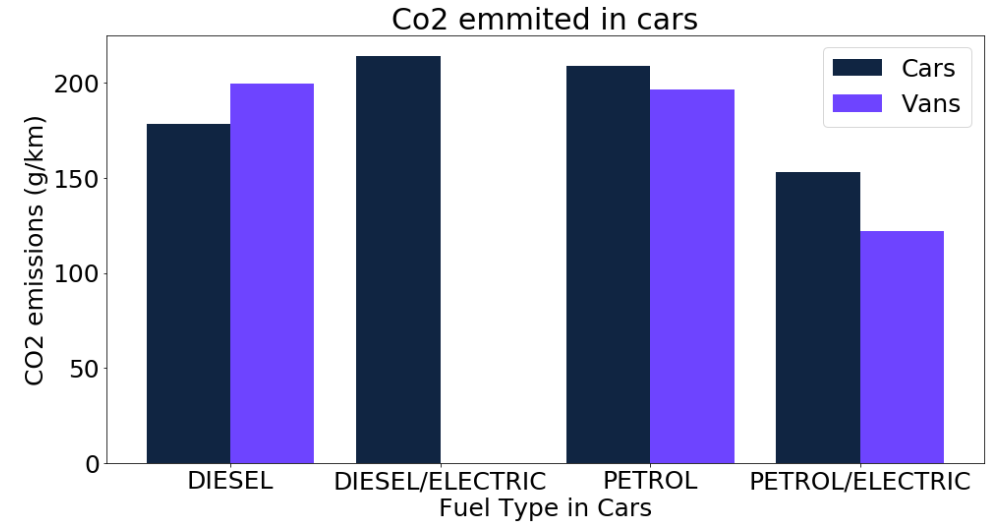 Co2 emmited in cars
Cars
Vans
CO2 emissions (g/km)
200
150
100
50
0
DIESEL
DIESEL/ELECTRIC
PETROL
PETROL/ELECTRIC
Fuel Type in Cars